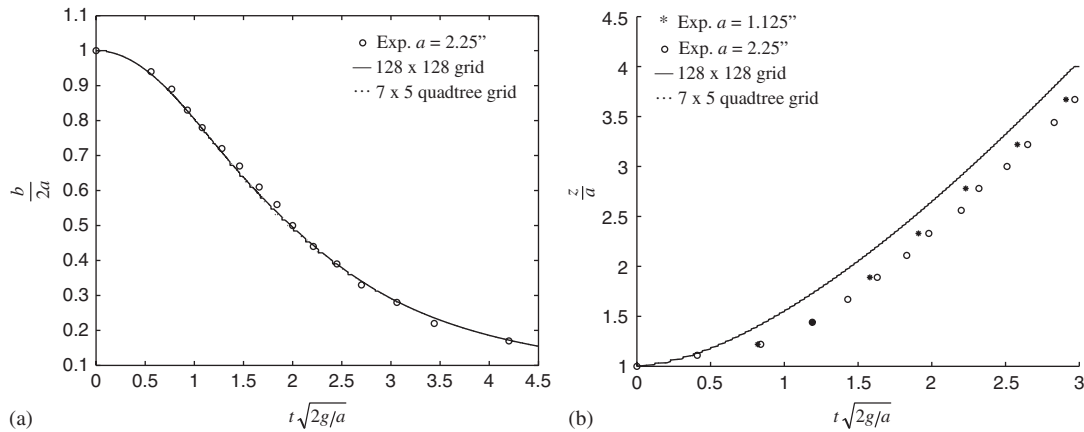 1.1
1
0.9
0.8
0.7
0.6
0.5
0.4
0.3
0.2
0.1
b
2a
Exp. a = 2.25”
128 x 128 grid
7 x 5 quadtree grid
0 0.5 1 1.5 2 2.5 3 3.5 4 4.5
(a)
t√2g/a
4.5
4
3.5
3
2.5
2
1.5
1
z
a
* Exp. a = 1.125”
Exp. a = 2.25”
128 x 128 grid
7 x 5 quadtree grid
0 0.5 1 1.5 2 2.5 3
(b)
t√2g/a